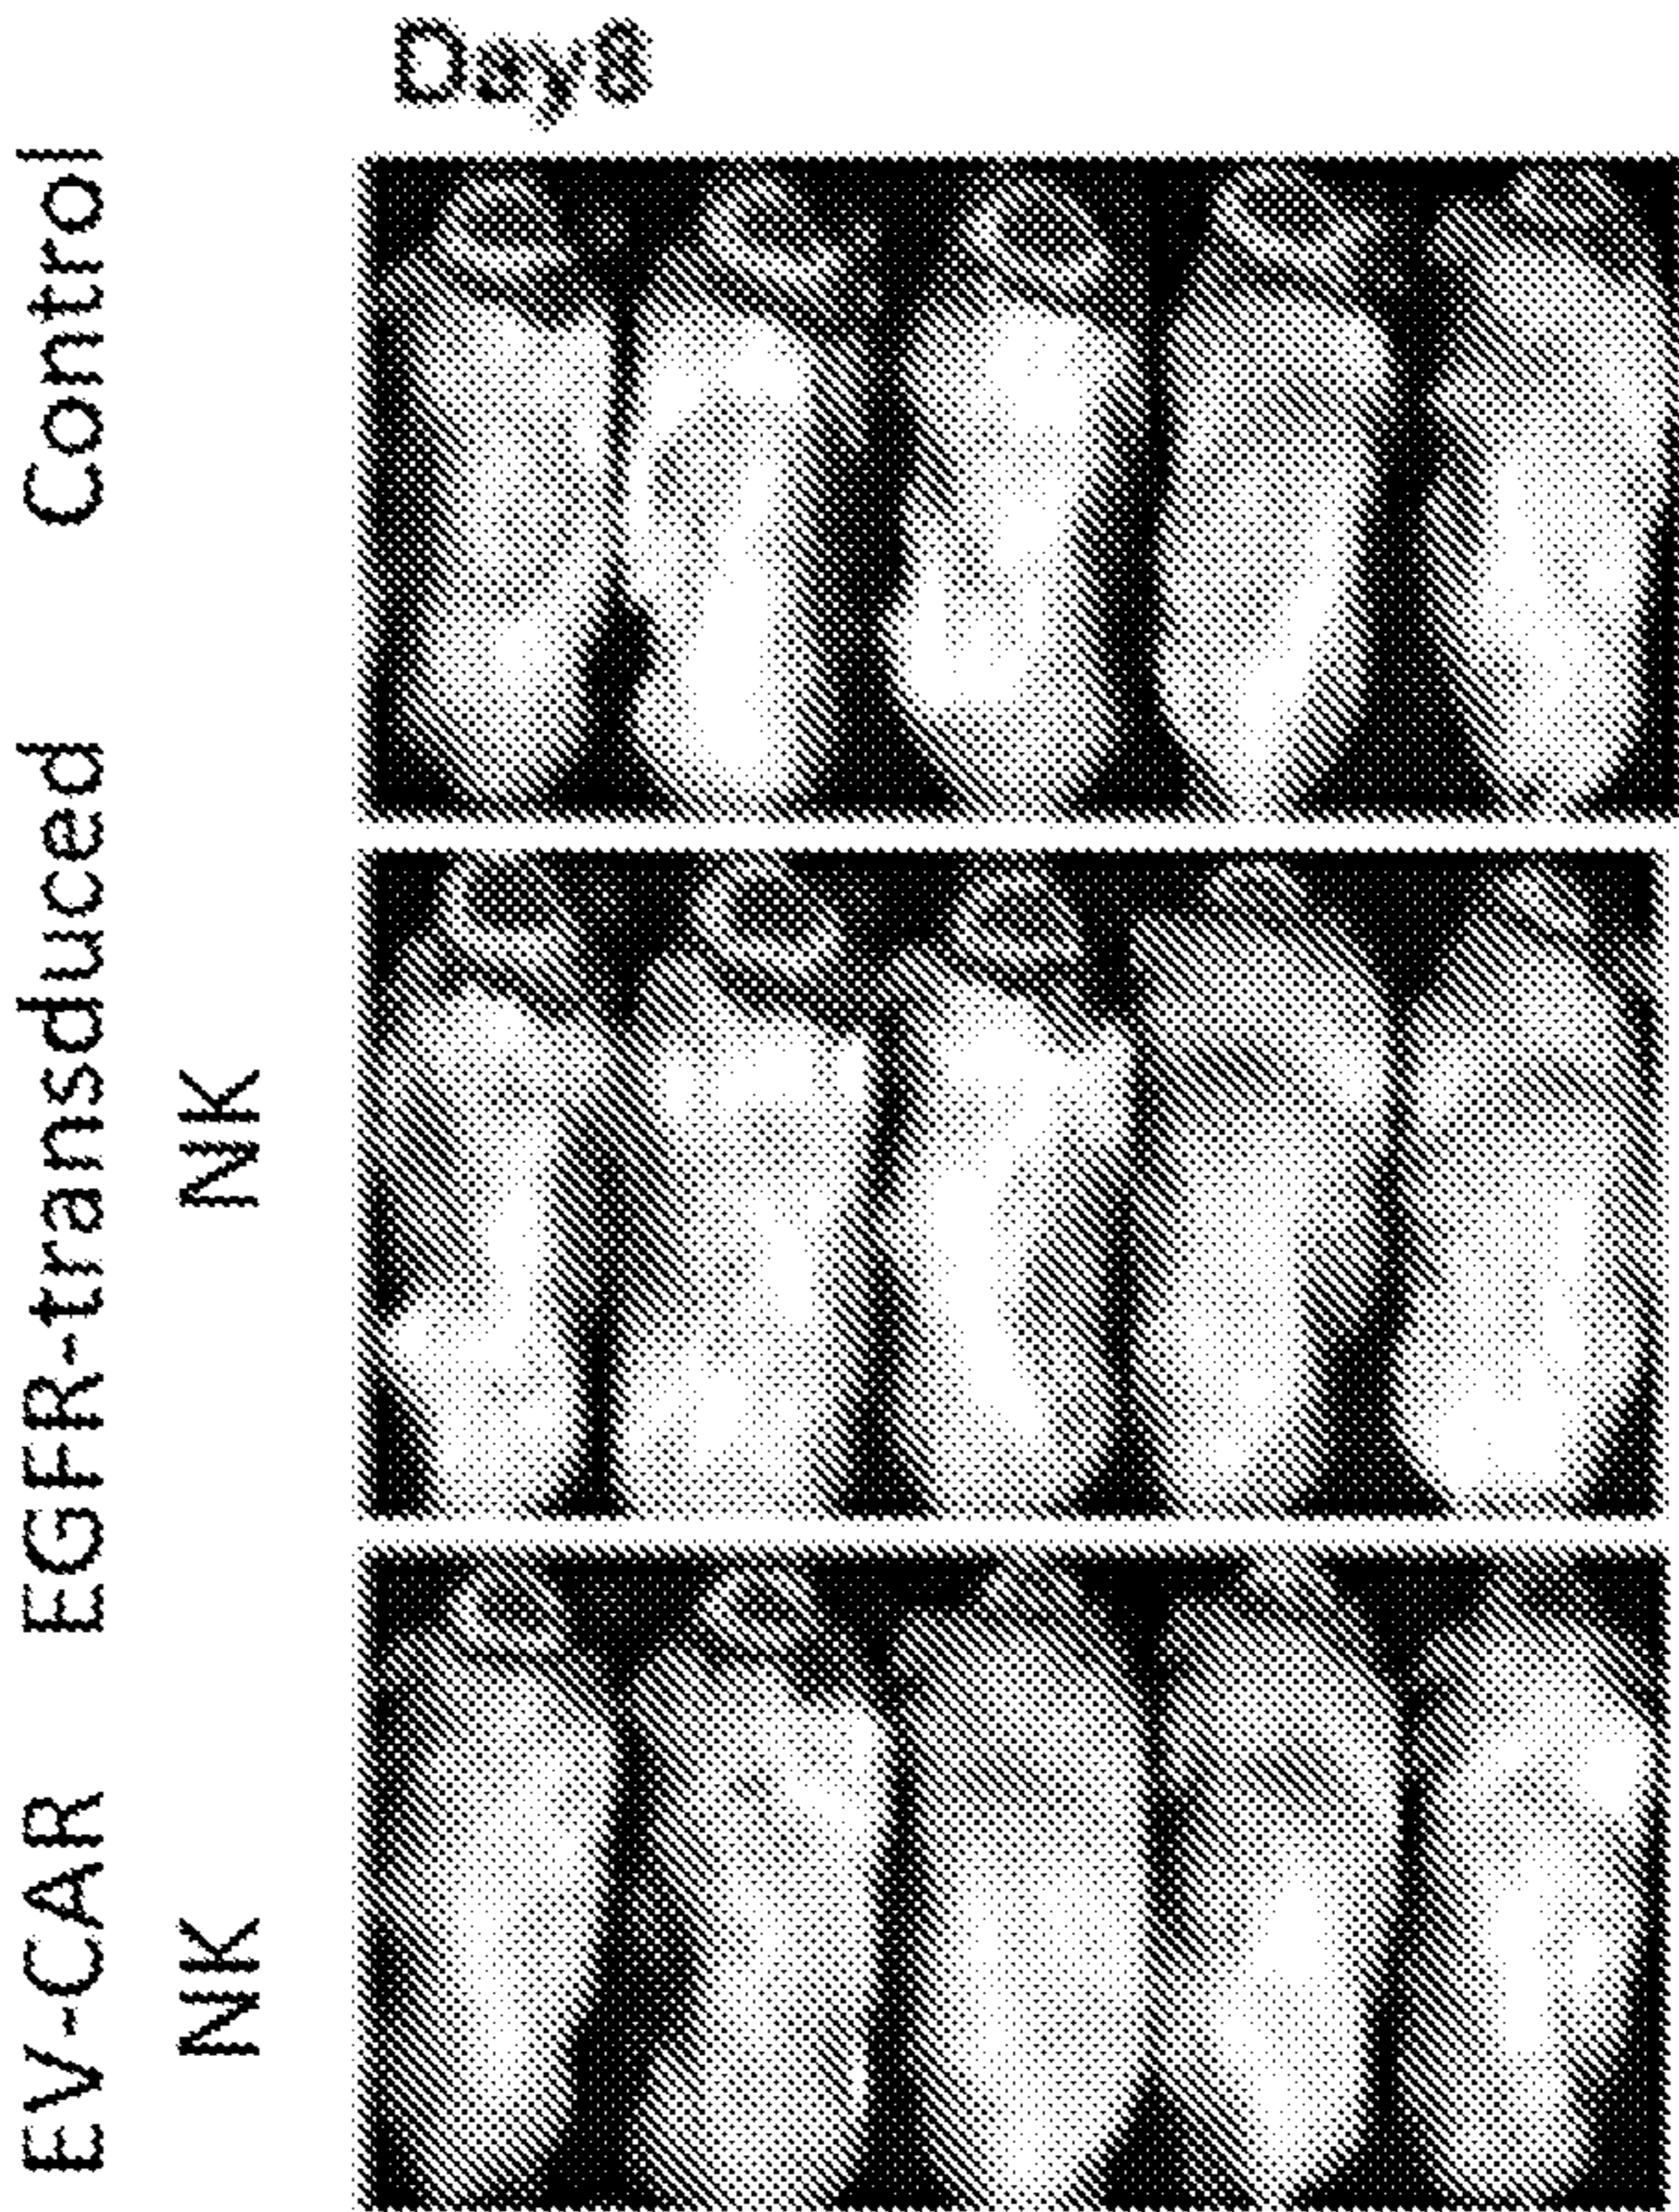 Day8
Control
EGFR-transduced
NK
EV-CAR
NK